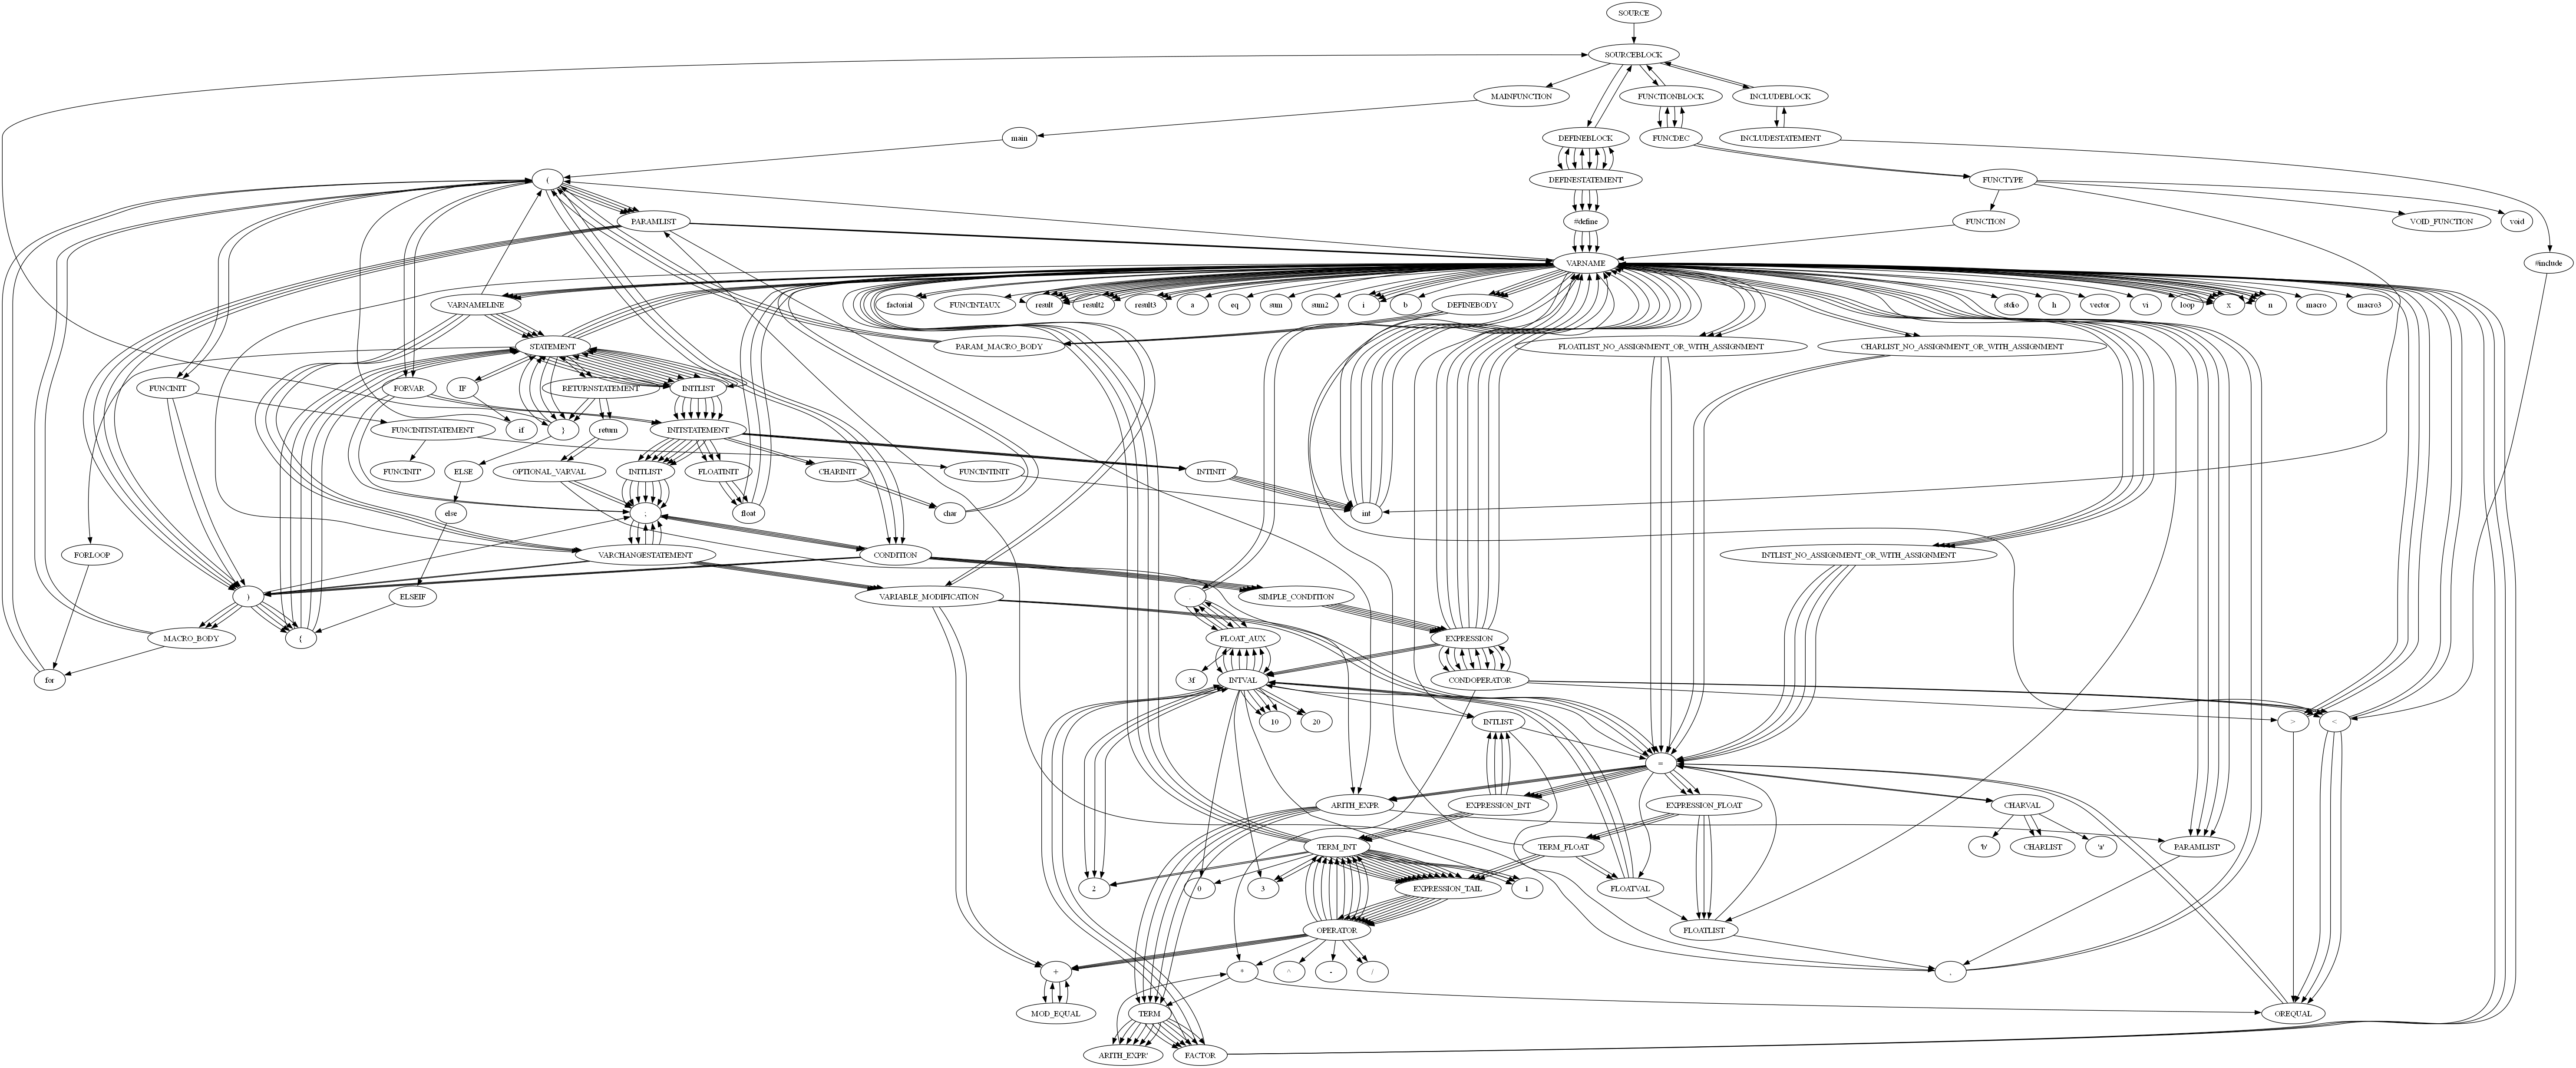 SOURCE
SOURCEBLOCK
MAINFUNCTION FUNCTIONBLOCK INCLUDEBLOCK
main DEFINEBLOCK FUNCDEC INCLUDESTATEMENT
( DEFINESTATEMENT FUNCTYPE
PARAMLIST #define FUNCTION VOID_FUNCTION void
VARNAME #include
VARNAMELINE factorial FUNCINTAUX result result2 result3 a eq sum sum2 i b DEFINEBODY stdio h vector vi loop x n macro macro3
STATEMENT PARAM_MACRO_BODY FLOATLIST_NO_ASSIGNMENT_OR_WITH_ASSIGNMENT CHARLIST_NO_ASSIGNMENT_OR_WITH_ASSIGNMENT
FUNCINIT FORVAR IF RETURNSTATEMENT INITLIST
FUNCINITSTATEMENT if } return INITSTATEMENT
FUNCINIT' ELSE OPTIONAL_VARVAL INITLIST' FLOATINIT CHARINIT FUNCINTINIT INTINIT
else ; float char int
FORLOOP VARCHANGESTATEMENT CONDITION INTLIST_NO_ASSIGNMENT_OR_WITH_ASSIGNMENT
) ELSEIF VARIABLE_MODIFICATION . SIMPLE_CONDITION
MACRO_BODY { FLOAT_AUX EXPRESSION
for 3f INTVAL CONDOPERATOR
10 20 INTLIST > <
=
ARITH_EXPR EXPRESSION_INT EXPRESSION_FLOAT CHARVAL
TERM_INT TERM_FLOAT 'b' CHARLIST 'a' PARAMLIST'
2 0 3 EXPRESSION_TAIL 1 FLOATVAL
OPERATOR FLOATLIST
+ * ^ - / ,
MOD_EQUAL TERM OREQUAL
ARITH_EXPR' FACTOR